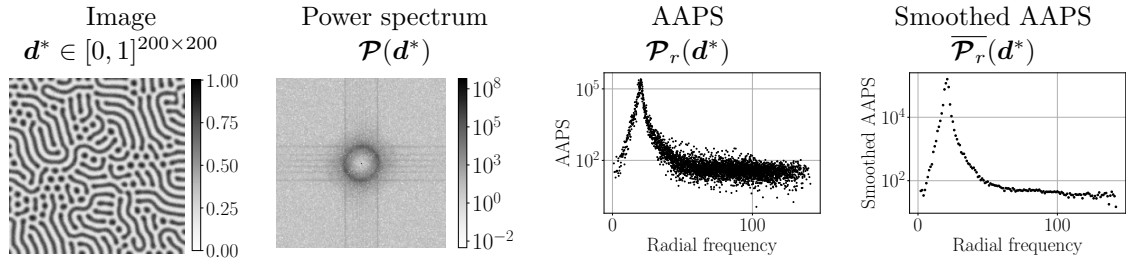 Image
d* ∈ [0, 1]^{200×200}
1.00
0.75
0.50
0.25
0.00
Power spectrum
𝓟(d*)
10^8
10^5
10^3
10^0
10^{-2}
AAPS
𝓟_r(d*)
AAPS
10^5
10^2
0
100
Radial frequency
Smoothed AAPS
\overline{𝓟_r}(d*)
Smoothed AAPS
10^4
10^2
0
100
Radial frequency